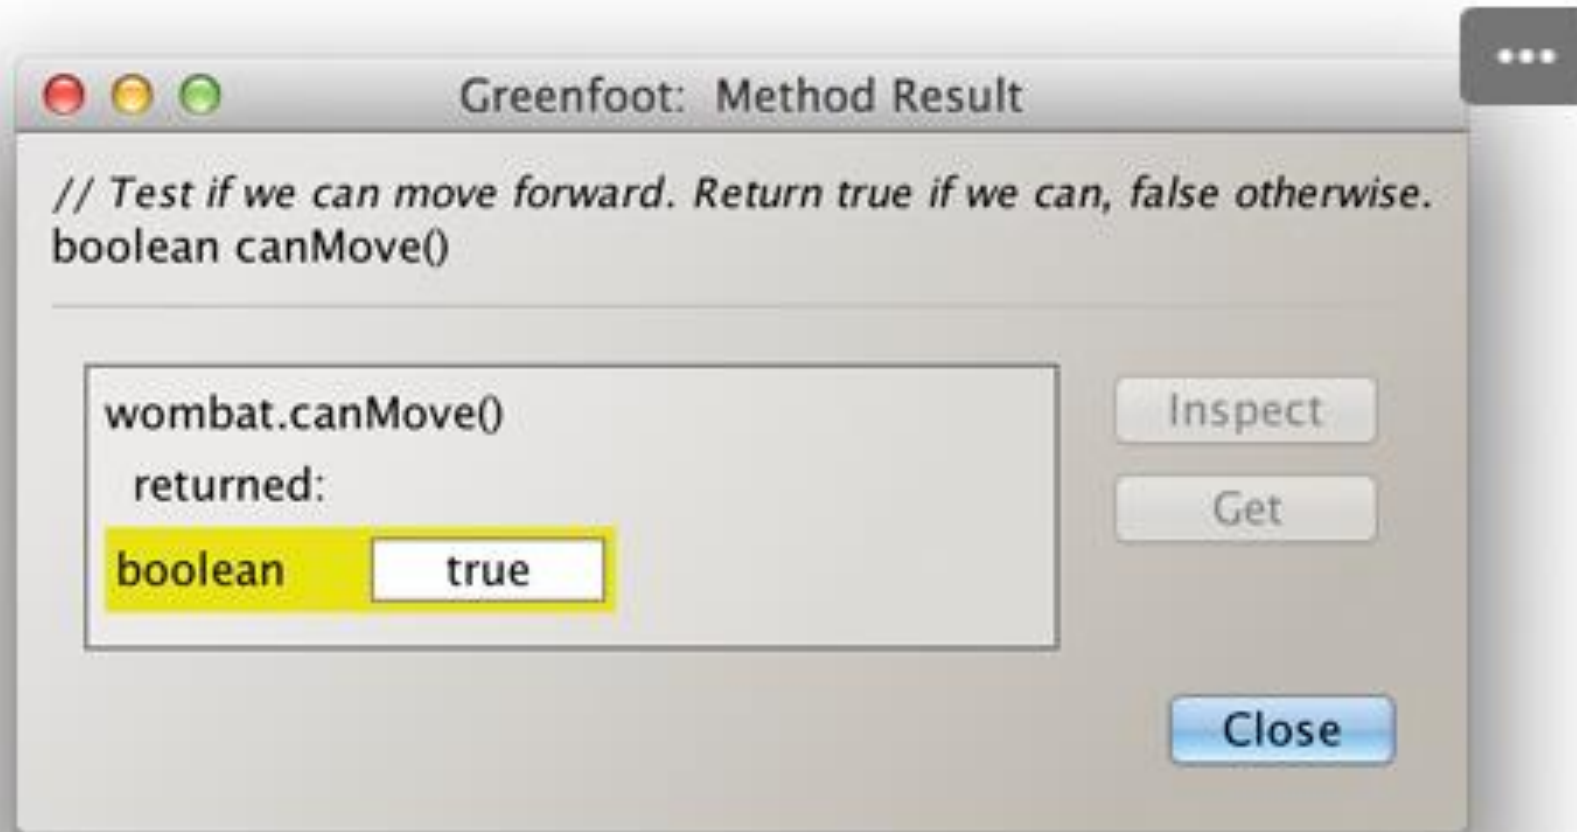 Greenfoot: Method Result
// Test if we can move forward. Return true if we can, false otherwise.
boolean canMove()
wombat.canMove()
returned:
boolean true
Inspect
Get
Close